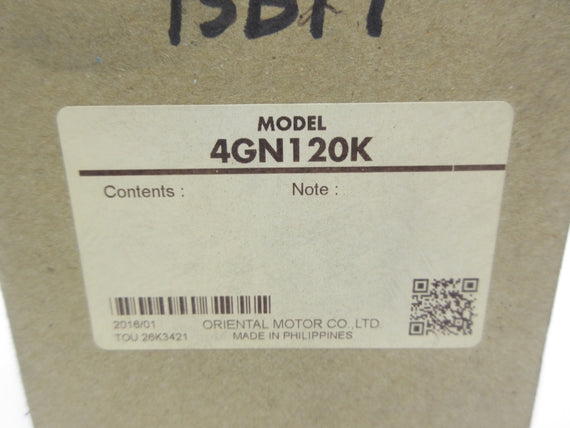 MODEL
4GN120K
Contents :
Note :
2016/01
ORIENTAL MOTOR CO.,LTD.
TOU 26K3421
MADE IN PHILIPPINES